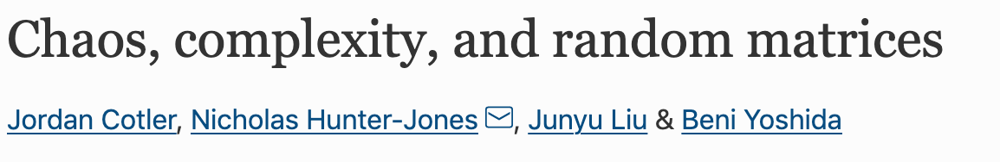 Chaos, complexity, and random matrices
Jordan Cotler, Nicholas Hunter-Jones, Junyu Liu & Beni Yoshida